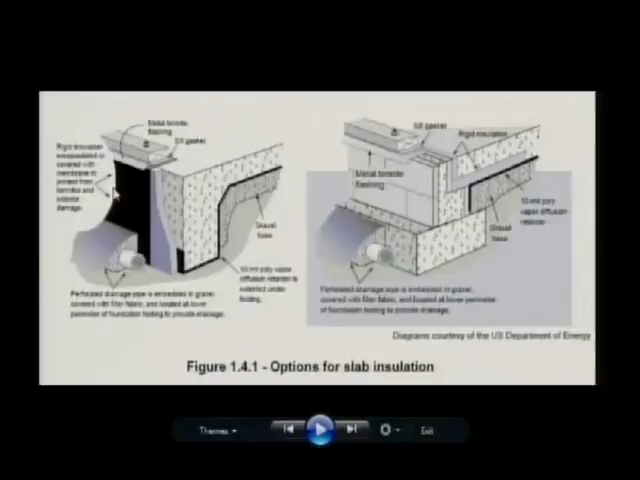 Metal termite
flashing
Sill gasket
Rigid insulation
encapsulated or
covered with
membrane to
protect from
termites and
exterior
damage.
Gravel
base
10 mil poly vapor
diffusion retarder is
extended under
footing.
Perforated drainage pipe is embedded in gravel,
covered with filter fabric, and located at lower
perimeter of foundation footing to provide drainage.
Sill gasket
Rigid insulation
Metal termite
flashing
10 mil poly
vapor diffusion
retarder
Gravel
base
Perforated drainage pipe is embedded in gravel,
covered with filter fabric, and located at lower perimeter
of foundation footing to provide drainage.
Diagrams courtesy of the US Department of Energy
Figure 1.4.1 - Options for slab insulation
Themes
Exit